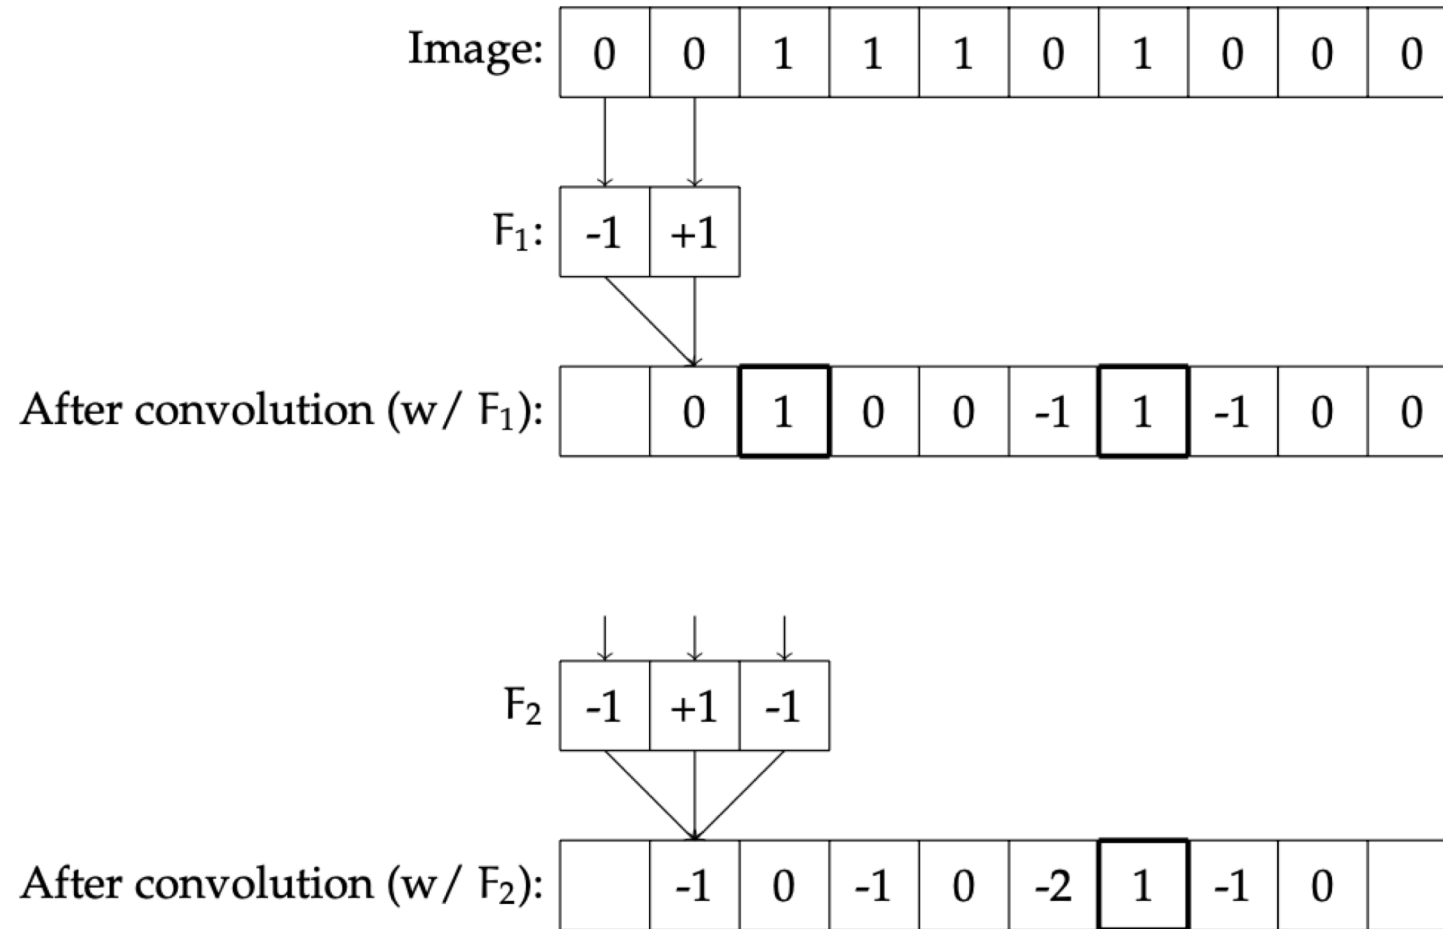 Image: 0 0 1 1 1 0 1 0 0 0
F₁: -1 +1
After convolution (w/ F₁): 0 1 0 0 -1 1 -1 0 0
F₂ -1 +1 -1
After convolution (w/ F₂): -1 0 -1 0 -2 1 -1 0